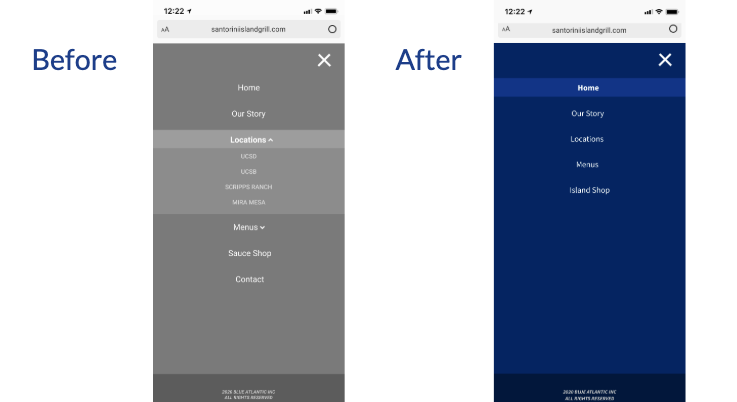 Before
12:22
AA santoriniislandgrill.com
Home
Our Story
Locations
UCSD
UCSB
SCRIPPS RANCH
MIRA MESA
Menus
Sauce Shop
Contact
2020 BLUE ATLANTIC INC
ALL RIGHTS RESERVED
After
12:22
AA santoriniislandgrill.com
Home
Our Story
Locations
Menus
Island Shop
2020 BLUE ATLANTIC INC
ALL RIGHTS RESERVED